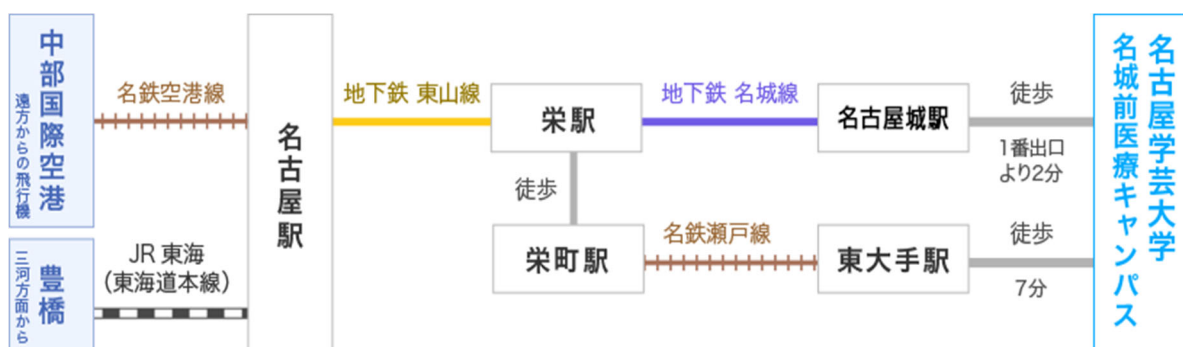 中部国際空港
遠方からの飛行機
名鉄空港線
豊橋
三河方面から
JR 東海
（東海道本線）
名古屋駅
地下鉄 東山線
栄駅
地下鉄 名城線
名古屋城駅
徒歩
1番出口
より2分
徒歩
栄町駅
名鉄瀬戸線
東大手駅
徒歩
7分
名古屋学芸大学
名城前医療キャンパス